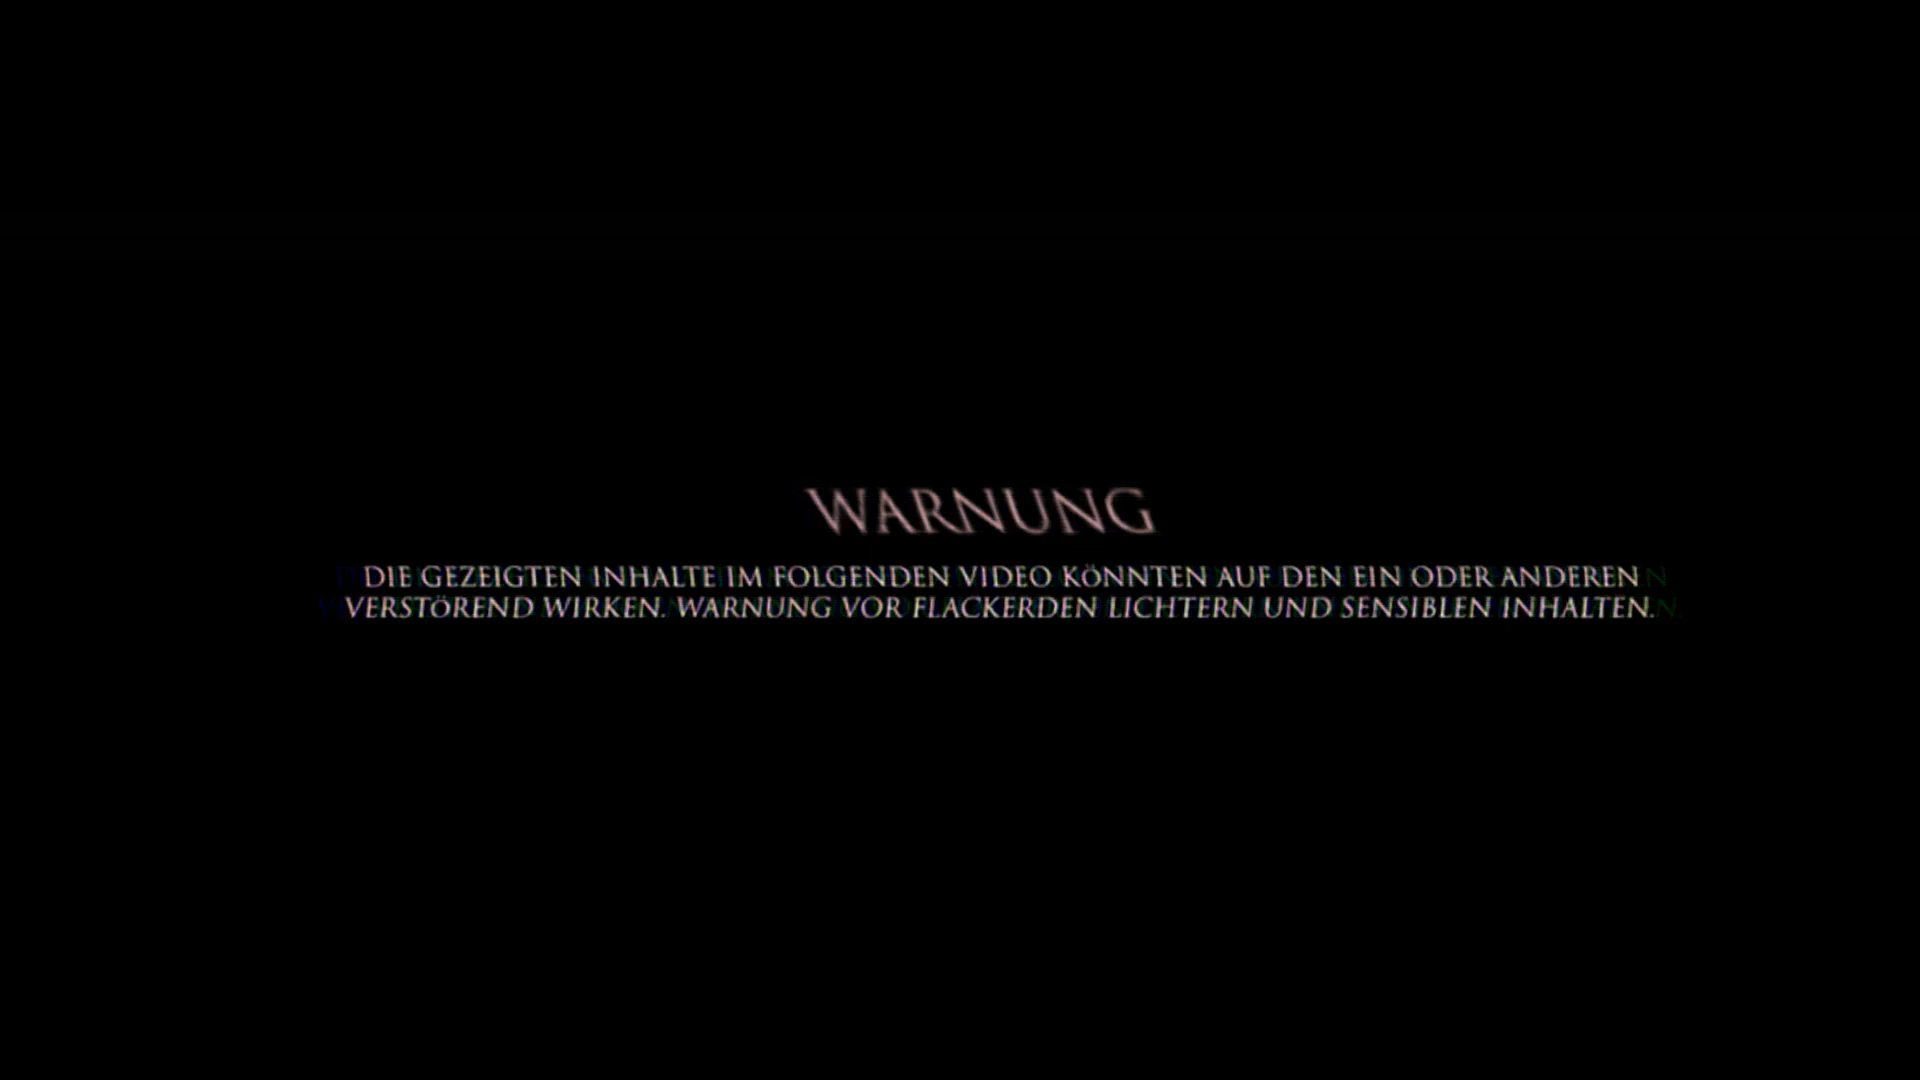 WARNUNG
DIE GEZEIGTEN INHALTE IM FOLGENDEN VIDEO KÖNNTEN AUF DEN EIN ODER ANDEREN
VERSTÖREND WIRKEN. WARNUNG VOR FLACKERDEN LICHTERN UND SENSIBLEN INHALTEN.